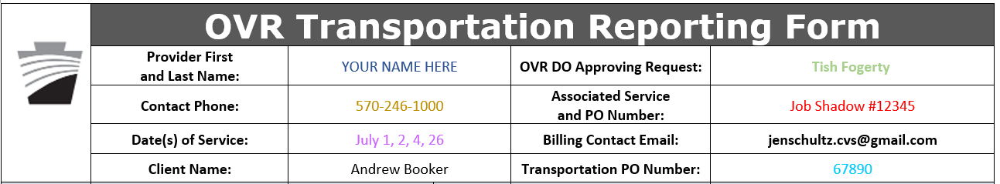 OVR Transportation Reporting Form
Provider First
and Last Name:
YOUR NAME HERE
OVR DO Approving Request:
Tish Fogerty
Contact Phone:
570-246-1000
Associated Service
and PO Number:
Job Shadow #12345
Date(s) of Service:
July 1, 2, 4, 26
Billing Contact Email:
jenschultz.cvs@gmail.com
Client Name:
Andrew Booker
Transportation PO Number:
67890